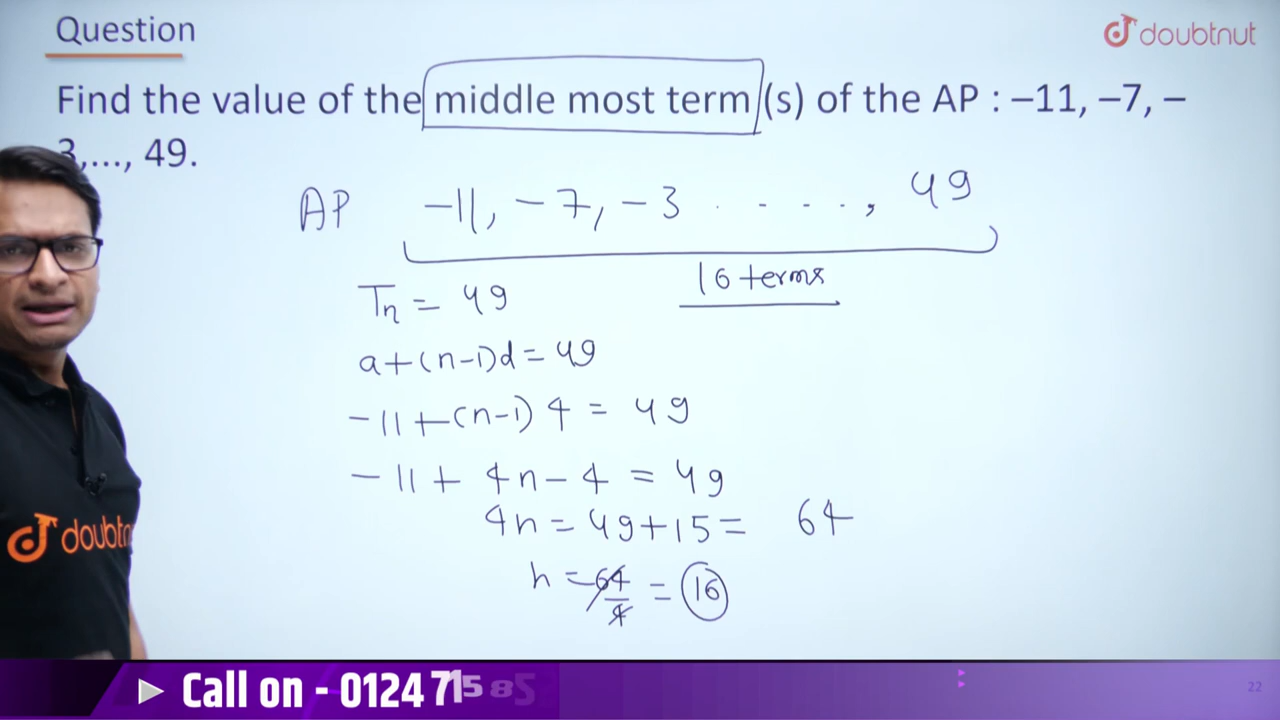 Question
doubtnut
Find the value of the middle most term (s) of the AP : –11, –7, –
3,..., 49.
AP -11, -7, -3 . . . . ., 49
16 terms
Tn = 49
a+(n-1)d = 49
-11+(n-1) 4 = 49
-11 + 4n - 4 = 49
4n = 49+15 = 64
n = 64/4 = 16
doubtn
Call on - 0124 71585
22